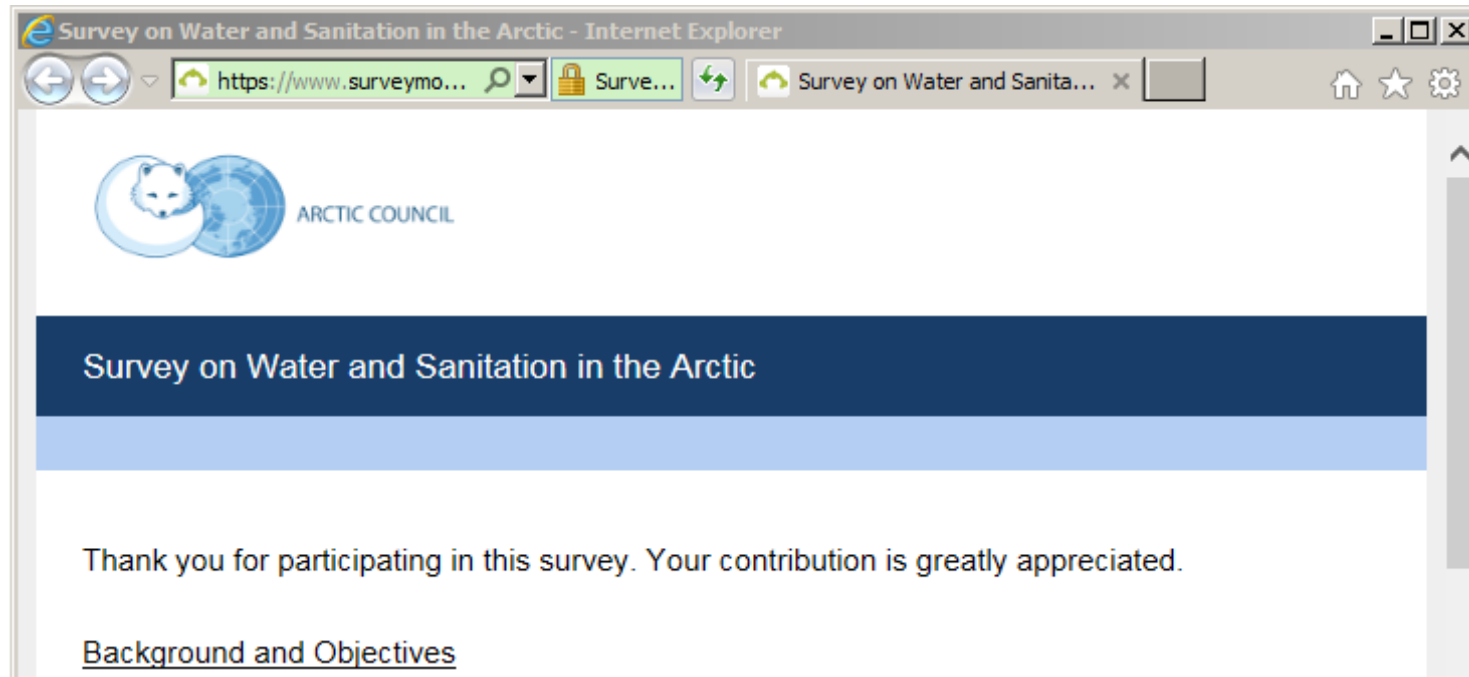 Survey on Water and Sanitation in the Arctic - Internet Explorer
https://www.surveymo... Surve... Survey on Water and Sanita...
ARCTIC COUNCIL
Survey on Water and Sanitation in the Arctic
Thank you for participating in this survey. Your contribution is greatly appreciated.
Background and Objectives